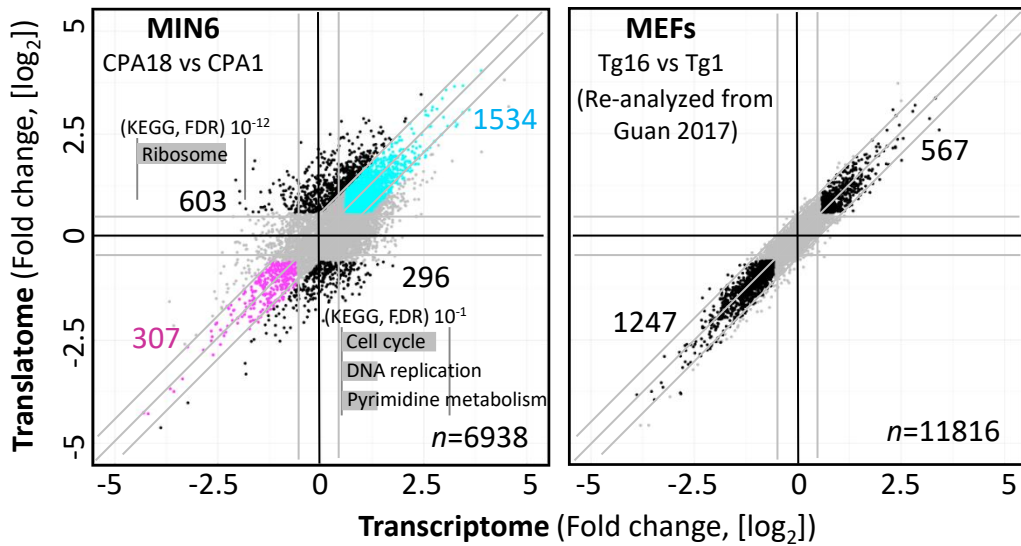 MIN6
CPA18 vs CPA1
(KEGG, FDR) 10-12
Ribosome
603
1534
307
296
(KEGG, FDR) 10-1
Cell cycle
DNA replication
Pyrimidine metabolism
n=6938
MEFs
Tg16 vs Tg1
(Re-analyzed from
Guan 2017)
567
1247
n=11816
Translatome (Fold change, [log2])
5
2.5
0
-2.5
-5
-5
-2.5
0
2.5
5
-5
-2.5
0
2.5
5
Transcriptome (Fold change, [log2])